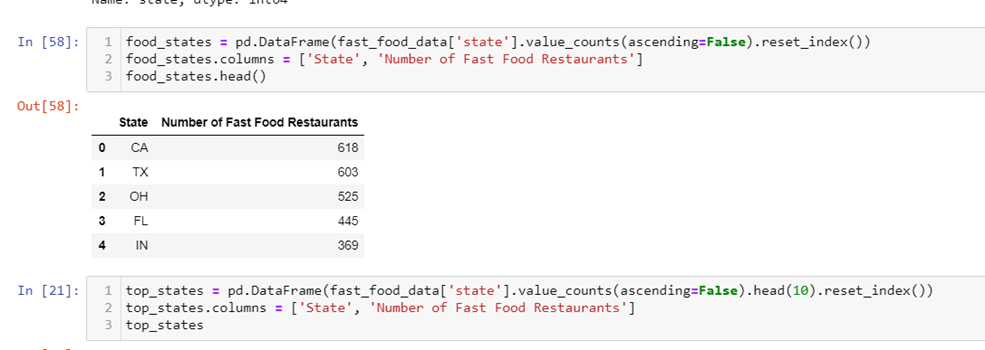 Name: state, dtype: int64
In [58]:
1 food_states = pd.DataFrame(fast_food_data['state'].value_counts(ascending=False).reset_index())
2 food_states.columns = ['State', 'Number of Fast Food Restaurants']
3 food_states.head()
Out[58]:
State Number of Fast Food Restaurants
0 CA 618
1 TX 603
2 OH 525
3 FL 445
4 IN 369
In [21]:
1 top_states = pd.DataFrame(fast_food_data['state'].value_counts(ascending=False).head(10).reset_index())
2 top_states.columns = ['State', 'Number of Fast Food Restaurants']
3 top_states